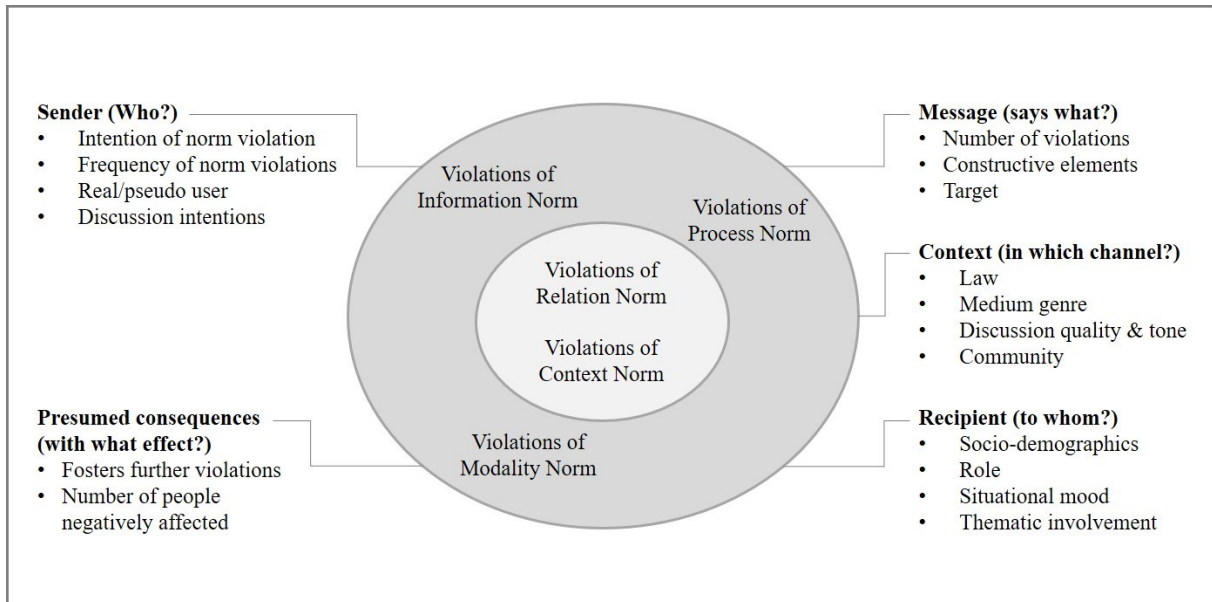 Sender (Who?)
• Intention of norm violation
• Frequency of norm violations
• Real/pseudo user
• Discussion intentions
Presumed consequences
(with what effect?)
• Fosters further violations
• Number of people
negatively affected
Violations of
Information Norm
Violations of
Process Norm
Violations of
Relation Norm
Violations of
Context Norm
Violations of
Modality Norm
Message (says what?)
• Number of violations
• Constructive elements
• Target
Context (in which channel?)
• Law
• Medium genre
• Discussion quality & tone
• Community
Recipient (to whom?)
• Socio-demographics
• Role
• Situational mood
• Thematic involvement